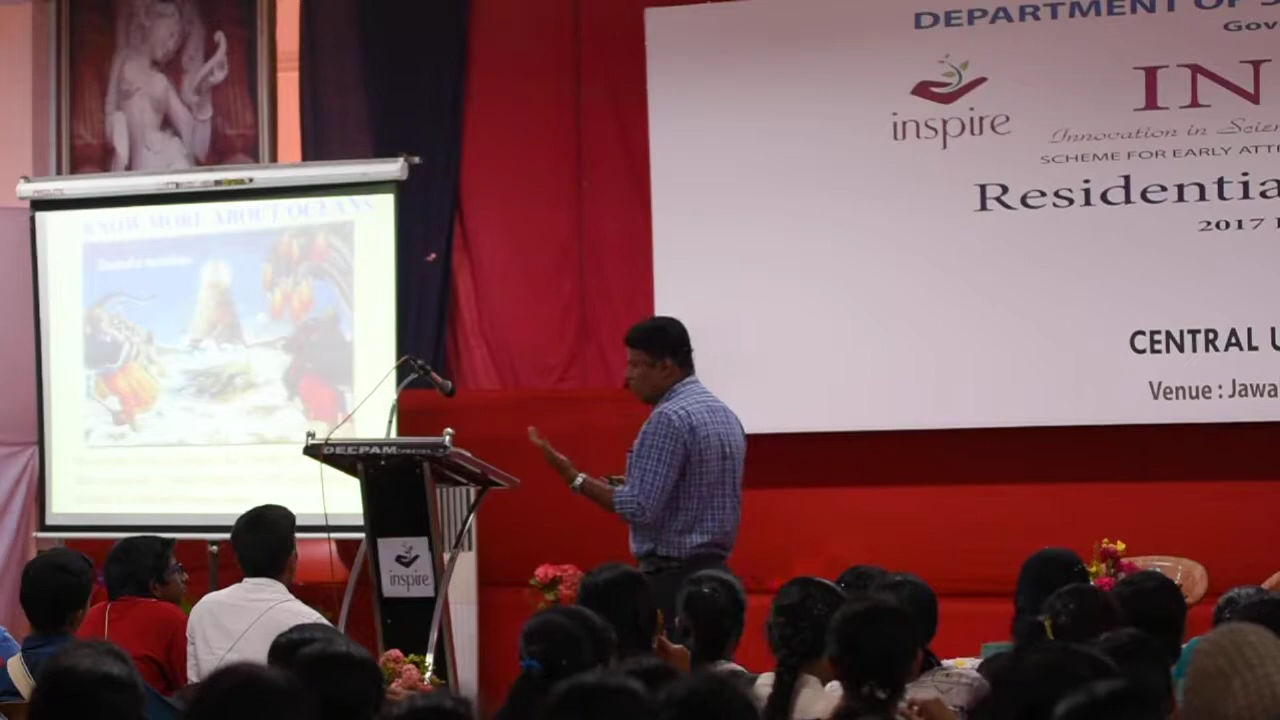 DEPARTMENT OF
Gov
inspire
IN
Innovation in Scien
SCHEME FOR EARLY ATT
Residentia
2017
CENTRAL U
Venue : Jawa
KNOW MORE ABOUT OCEANS
DEEPAM
inspire